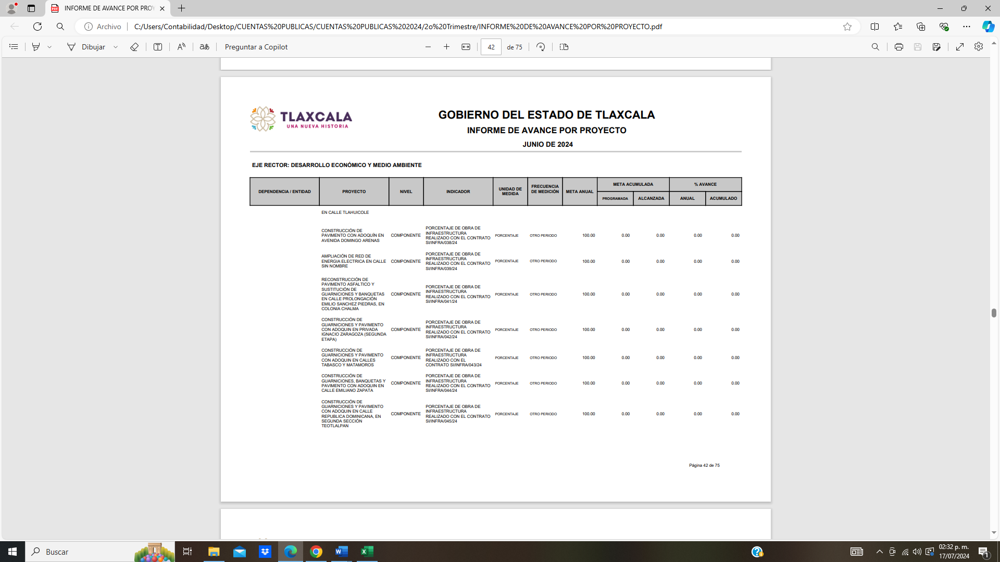 INFORME DE AVANCE POR PROY
Archivo
C:/Users/Contabilidad/Desktop/CUENTAS%20PUBLICAS/CUENTAS%20PUBLICAS%202024/2o%20Trimestre/INFORME%20DE%20AVANCE%20POR%20PROYECTO.pdf
Dibujar
Preguntar a Copilot
42 de 75
TLAXCALA
UNA NUEVA HISTORIA
GOBIERNO DEL ESTADO DE TLAXCALA
INFORME DE AVANCE POR PROYECTO
JUNIO DE 2024
EJE RECTOR: DESARROLLO ECONÓMICO Y MEDIO AMBIENTE
DEPENDENCIA / ENTIDAD
PROYECTO
NIVEL
INDICADOR
UNIDAD DE
MEDIDA
FRECUENCIA
DE MEDICIÓN
META ANUAL
META ACUMULADA
PROGRAMADA
ALCANZADA
% AVANCE
ANUAL
ACUMULADO
EN CALLE TLAHUICOLE
CONSTRUCCIÓN DE
PAVIMENTO CON ADOQUÍN EN
AVENIDA DOMINGO ARENAS
COMPONENTE
PORCENTAJE DE OBRA DE
INFRAESTRUCTURA
REALIZADO CON EL CONTRATO
SI/INFRA/038/24
PORCENTAJE
OTRO PERIODO
100.00
0.00
0.00
0.00
0.00
AMPLIACIÓN DE RED DE
ENERGIA ELECTRICA EN CALLE
SIN NOMBRE
COMPONENTE
PORCENTAJE DE OBRA DE
INFRAESTRUCTURA
REALIZADO CON EL CONTRATO
SI/INFRA/039/24
PORCENTAJE
OTRO PERIODO
100.00
0.00
0.00
0.00
0.00
RECONSTRUCCIÓN DE
PAVIMENTO ASFALTICO Y
SUSTITUCIÓN DE
GUARNICIONES Y BANQUETAS
EN CALLE PROLONGACIÓN
EMILIO SANCHEZ PIEDRAS, EN
COLONIA CHALMA
COMPONENTE
PORCENTAJE DE OBRA DE
INFRAESTRUCTURA
REALIZADO CON EL CONTRATO
SI/INFRA/041/24
PORCENTAJE
OTRO PERIODO
100.00
0.00
0.00
0.00
0.00
CONSTRUCCIÓN DE
GUARNICIONES Y PAVIMENTO
CON ADOQUIN EN PRIVADA
IGNACIO ZARAGOZA (SEGUNDA
ETAPA)
COMPONENTE
PORCENTAJE DE OBRA DE
INFRAESTRUCTURA
REALIZADO CON EL CONTRATO
SI/INFRA/042/24
PORCENTAJE
OTRO PERIODO
100.00
0.00
0.00
0.00
0.00
CONSTRUCCIÓN DE
GUARNICIONES Y PAVIMENTO
CON ADOQUIN EN CALLES
TABASCO Y MATAMOROS
COMPONENTE
PORCENTAJE DE OBRA DE
INFRAESTRUCTURA
REALIZADO CON EL
CONTRATO SI/INFRA/043/24
PORCENTAJE
OTRO PERIODO
100.00
0.00
0.00
0.00
0.00
CONSTRUCCIÓN DE
GUARNICIONES, BANQUETAS Y
PAVIMENTO CON ADOQUIN EN
CALLE EMILIANO ZAPATA
COMPONENTE
PORCENTAJE DE OBRA DE
INFRAESTRUCTURA
REALIZADO CON EL CONTRATO
SI/INFRA/044/24
PORCENTAJE
OTRO PERIODO
100.00
0.00
0.00
0.00
0.00
CONSTRUCCIÓN DE
GUARNICIONES Y PAVIMENTO
CON ADOQUIN EN CALLE
REPUBLICA DOMINICANA, EN
SEGUNDA SECCIÓN
TEOTLALPAN
COMPONENTE
PORCENTAJE DE OBRA DE
INFRAESTRUCTURA
REALIZADO CON EL CONTRATO
SI/INFRA/045/24
PORCENTAJE
OTRO PERIODO
100.00
0.00
0.00
0.00
0.00
Página 42 de 75
Buscar
02:32 p. m.
17/07/2024
1